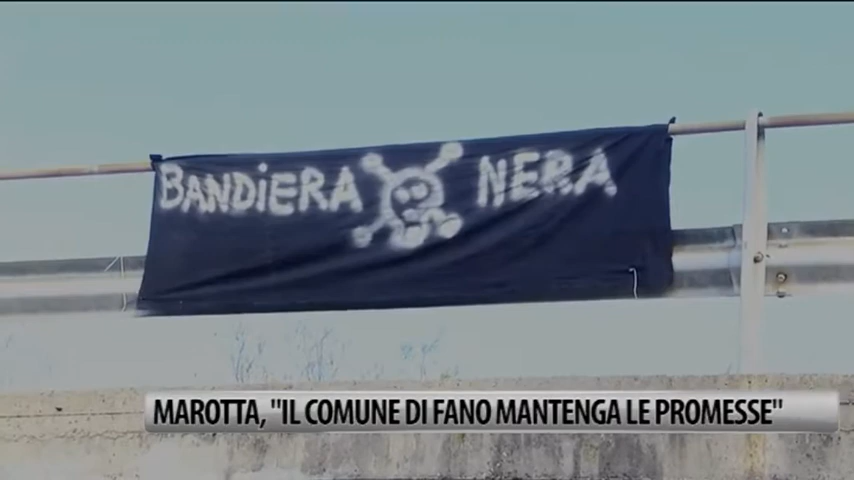 BANDIERA NERA
MAROTTA, "IL COMUNE DI FANO MANTENGA LE PROMESSE"